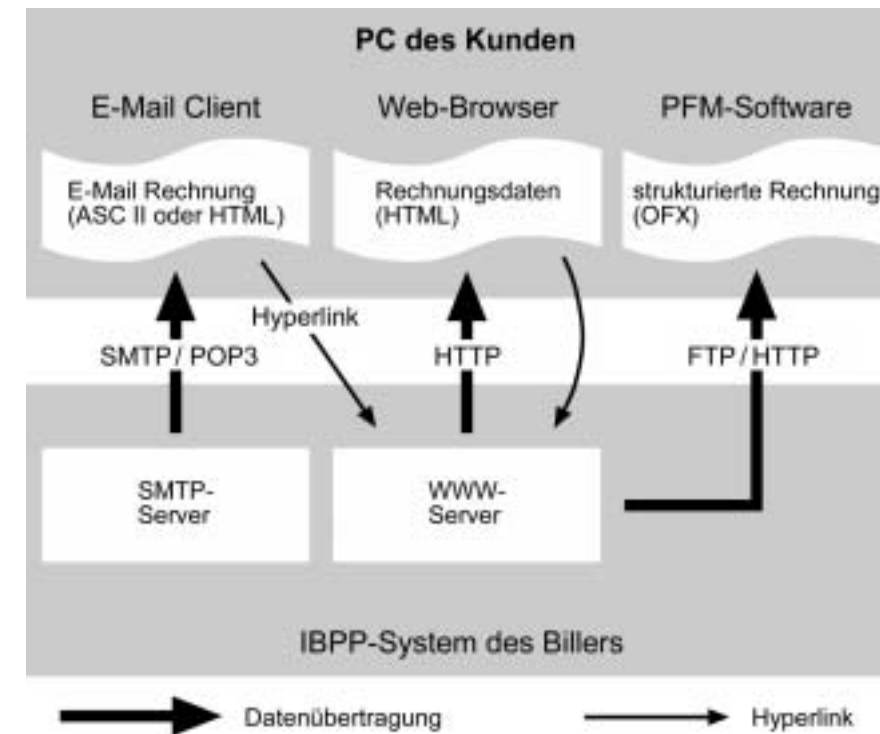 PC des Kunden
E-Mail Client
Web-Browser
PFM-Software
E-Mail Rechnung
(ASC II oder HTML)
Rechnungsdaten
(HTML)
strukturierte Rechnung
(OFX)
Hyperlink
SMTP / POP3
HTTP
FTP / HTTP
SMTP-
Server
WWW-
Server
IBPP-System des Billers
Datenübertragung
Hyperlink